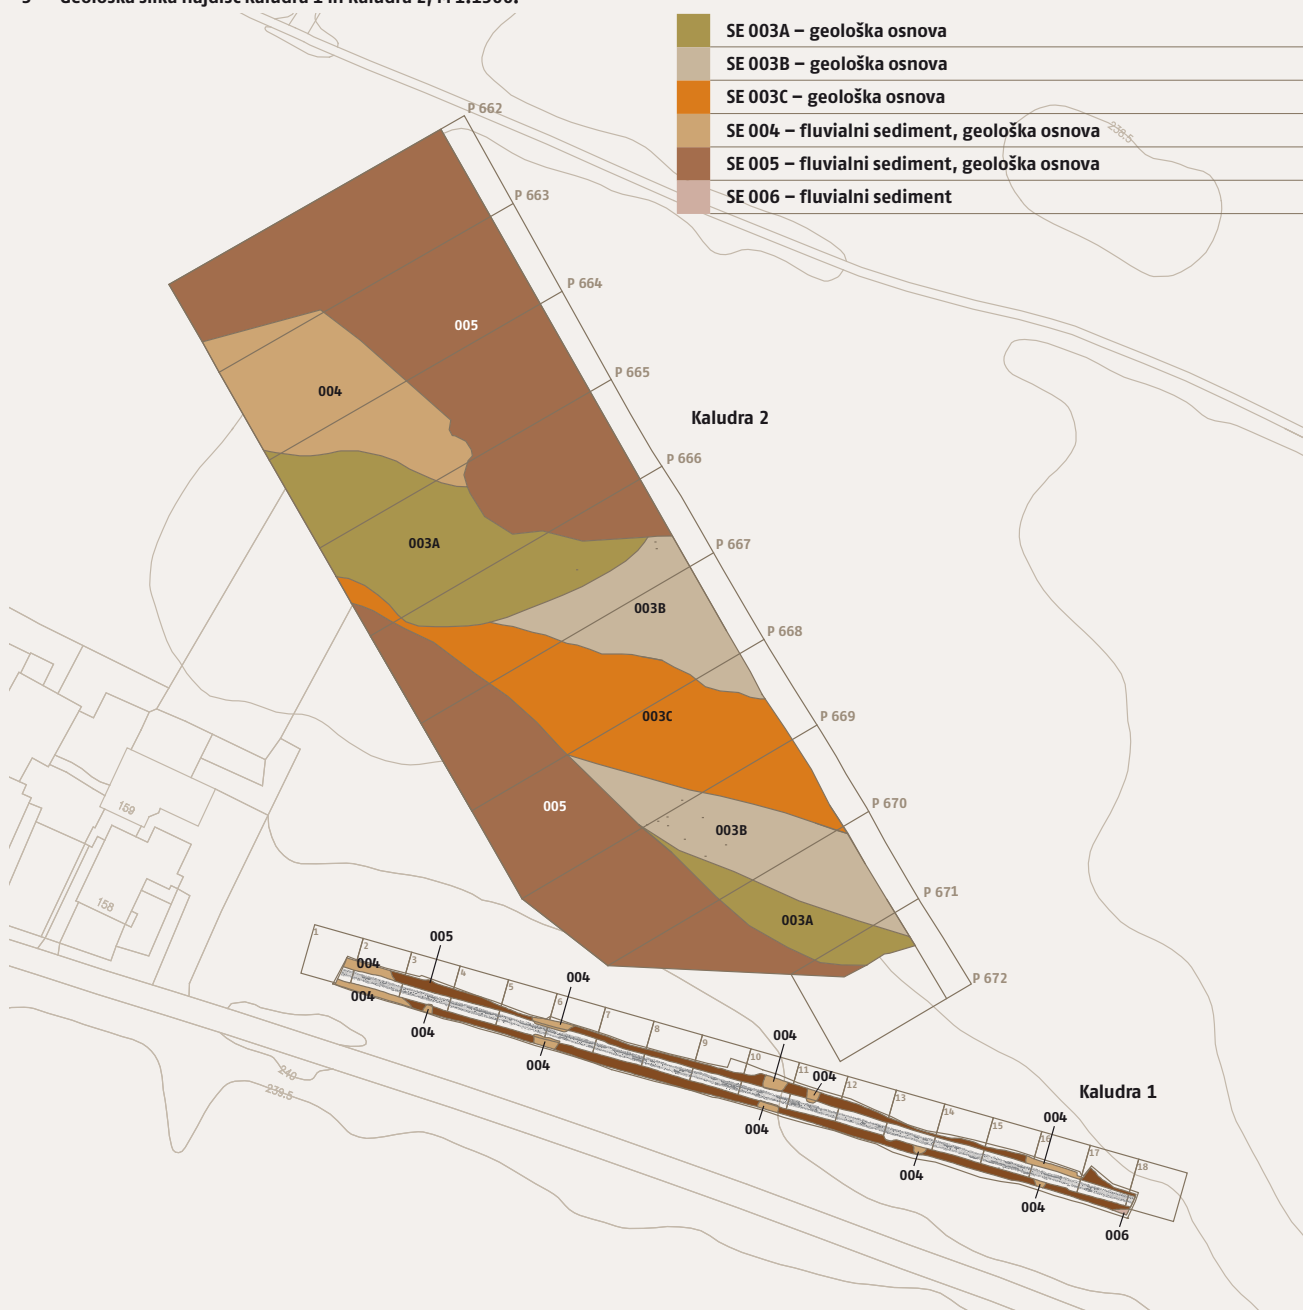 SE 003A – geološka osnova
SE 003B – geološka osnova
SE 003C – geološka osnova
SE 004 – fluvialni sediment, geološka osnova
SE 005 – fluvialni sediment, geološka osnova
SE 006 – fluvialni sediment
238.5
P 662
P 663
P 664
005
P 665
004
Kaludra 2
P 666
003A
P 667
003B
P 668
003C
P 669
005
159
P 670
003B
P 671
158
003A
1
2
005
3
004
4
004
P 672
004
5
6
7
004
8
004
9
004
10
11
004
240
239.5
12
Kaludra 1
13
004
14
004
15
16
17
18
004
004
006